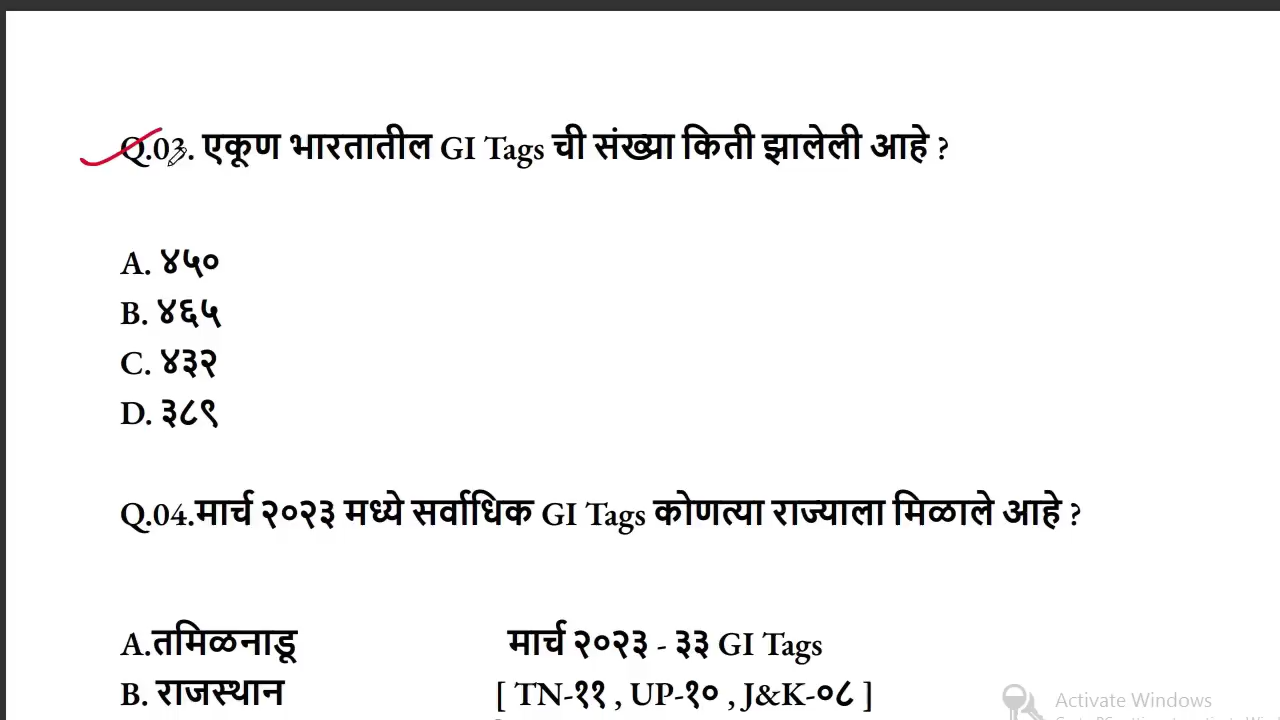 Q.03. एकूण भारतातील GI Tags ची संख्या किती झालेली आहे ?
A. ४५०
B. ४६५
C. ४३२
D. ३८९
Q.04.मार्च २०२३ मध्ये सर्वाधिक GI Tags कोणत्या राज्याला मिळाले आहे ?
A.तमिळनाडू
मार्च २०२३ - ३३ GI Tags
B. राजस्थान
[ TN-११ , UP-१० , J&K-०८ ]
Activate Windows